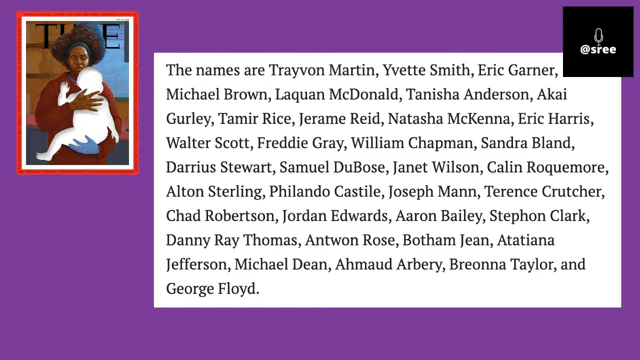 TIME
@sree
The names are Trayvon Martin, Yvette Smith, Eric Garner,
Michael Brown, Laquan McDonald, Tanisha Anderson, Akai
Gurley, Tamir Rice, Jerame Reid, Natasha McKenna, Eric Harris,
Walter Scott, Freddie Gray, William Chapman, Sandra Bland,
Darrius Stewart, Samuel DuBose, Janet Wilson, Calin Roquemore,
Alton Sterling, Philando Castile, Joseph Mann, Terence Crutcher,
Chad Robertson, Jordan Edwards, Aaron Bailey, Stephon Clark,
Danny Ray Thomas, Antwon Rose, Botham Jean, Atatiana
Jefferson, Michael Dean, Ahmaud Arbery, Breonna Taylor, and
George Floyd.